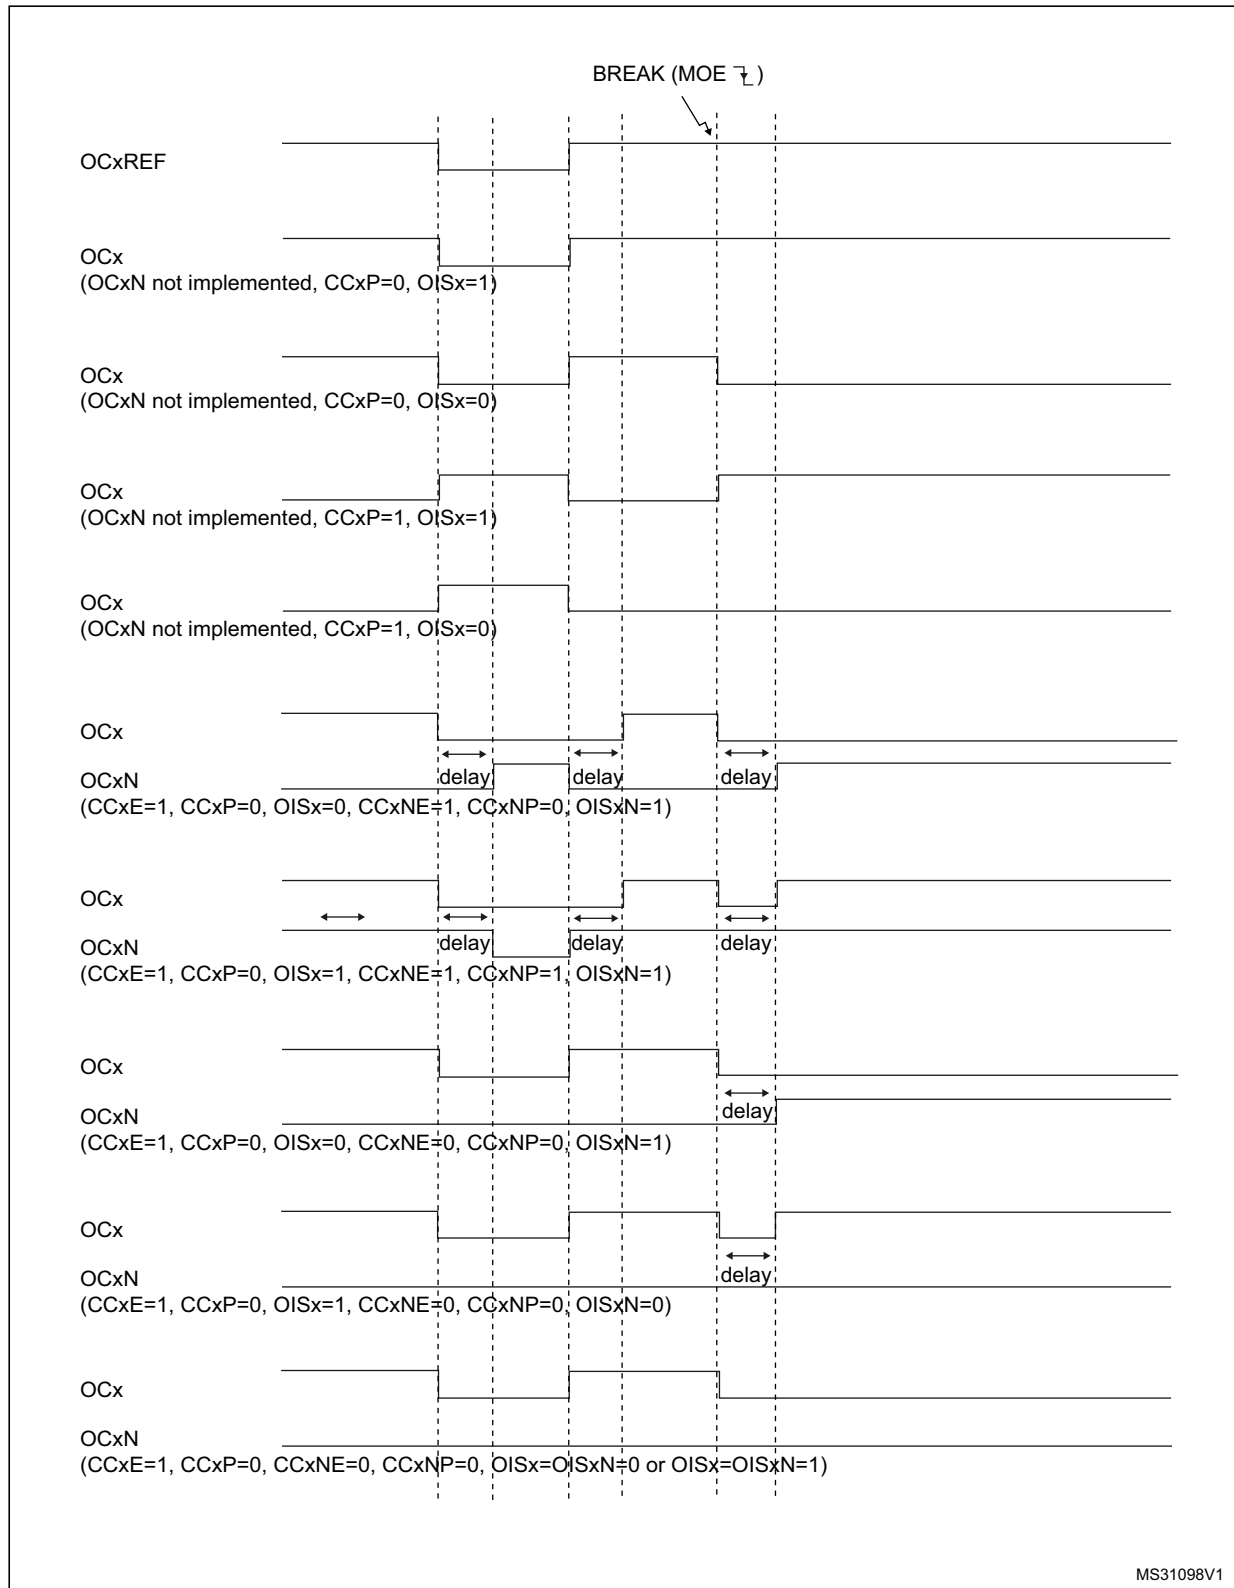 BREAK (MOE )
OCxREF
OCx
(OCxN not implemented, CCxP=0, OISx=1)
OCx
(OCxN not implemented, CCxP=0, OISx=0)
OCx
(OCxN not implemented, CCxP=1, OISx=1)
OCx
(OCxN not implemented, CCxP=1, OISx=0)
OCx
delay delay delay
OCxN
(CCxE=1, CCxP=0, OISx=0, CCxNE=1, CCxNP=0, OISxN=1)
OCx
delay delay delay
OCxN
(CCxE=1, CCxP=0, OISx=1, CCxNE=1, CCxNP=1, OISxN=1)
OCx
delay
OCxN
(CCxE=1, CCxP=0, OISx=0, CCxNE=0, CCxNP=0, OISxN=1)
OCx
delay
OCxN
(CCxE=1, CCxP=0, OISx=1, CCxNE=0, CCxNP=0, OISxN=0)
OCx
OCxN
(CCxE=1, CCxP=0, CCxNE=0, CCxNP=0, OISx=OISxN=0 or OISx=OISxN=1)
MS31098V1